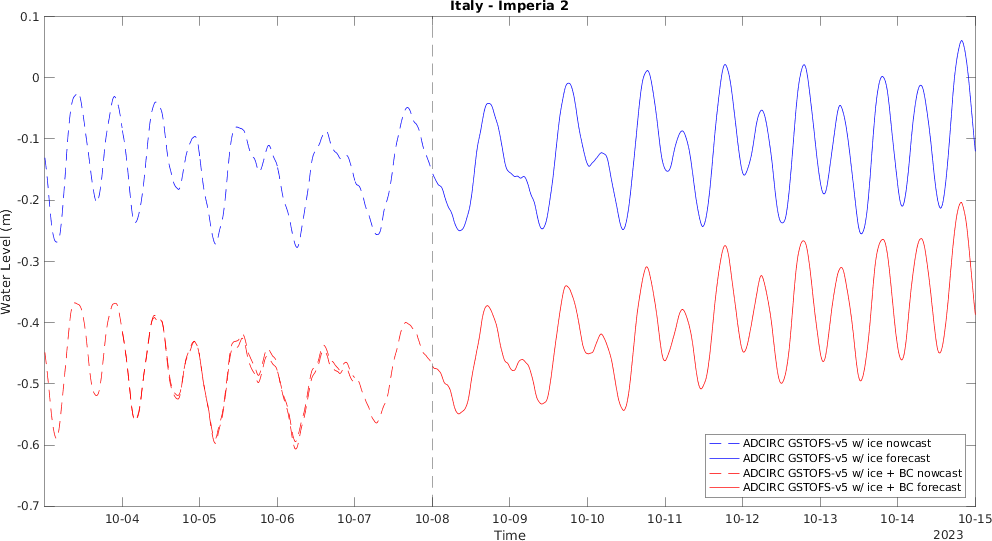 Italy - Imperia 2
0.1
0
-0.1
-0.2
-0.3
-0.4
-0.5
-0.6
-0.7
Water Level (m)
10-04 10-05 10-06 10-07 10-08 10-09 10-10 10-11 10-12 10-13 10-14 10-15
Time
2023
ADCIRC GSTOFS-v5 w/ ice nowcast
ADCIRC GSTOFS-v5 w/ ice forecast
ADCIRC GSTOFS-v5 w/ ice + BC nowcast
ADCIRC GSTOFS-v5 w/ ice + BC forecast